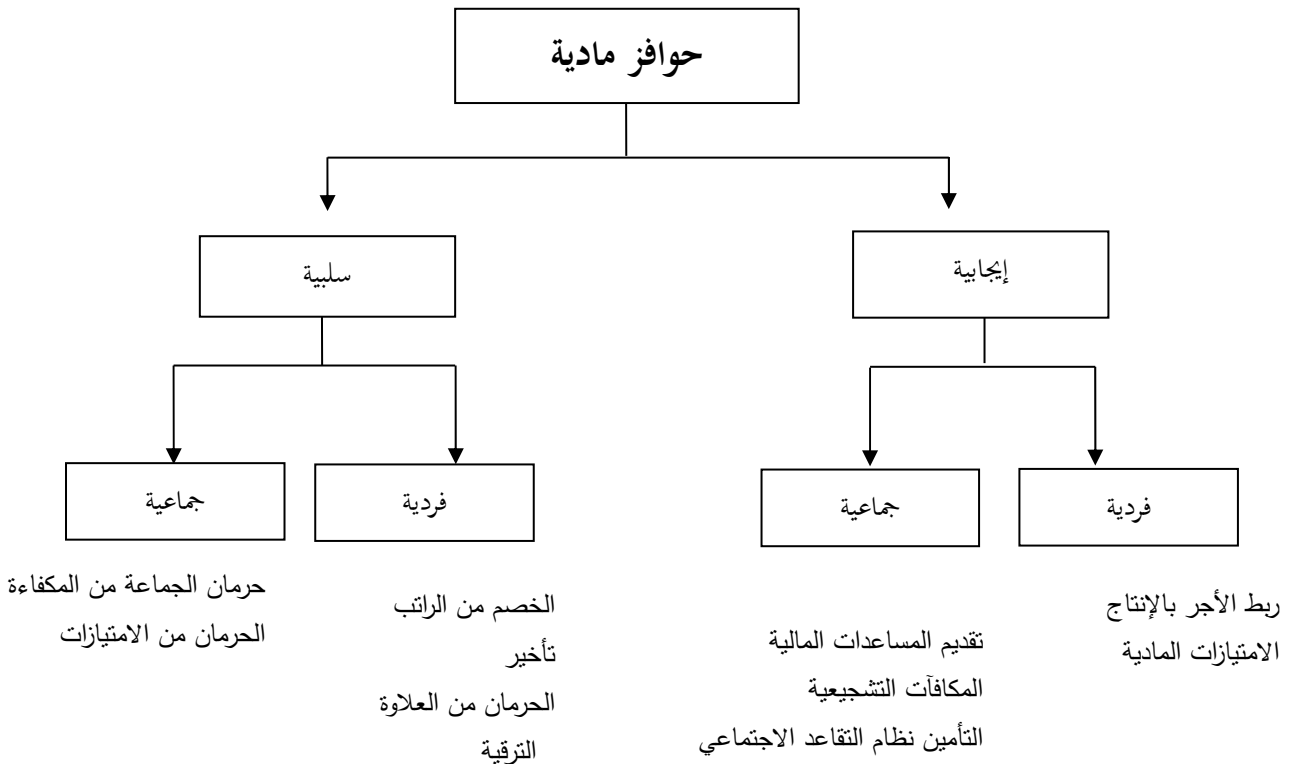 حوافز مادية
إيجابية
سلبية
فردية
جماعية
فردية
جماعية
ربط الأجر بالإنتاج
الامتيازات المادية
تقديم المساعدات المالية
المكافآت التشجيعية
التأمين نظام التقاعد الاجتماعي
الخصم من الراتب
تأخير
الحرمان من العلاوة
الترقية
حرمان الجماعة من المكفاءة
الحرمان من الامتيازات